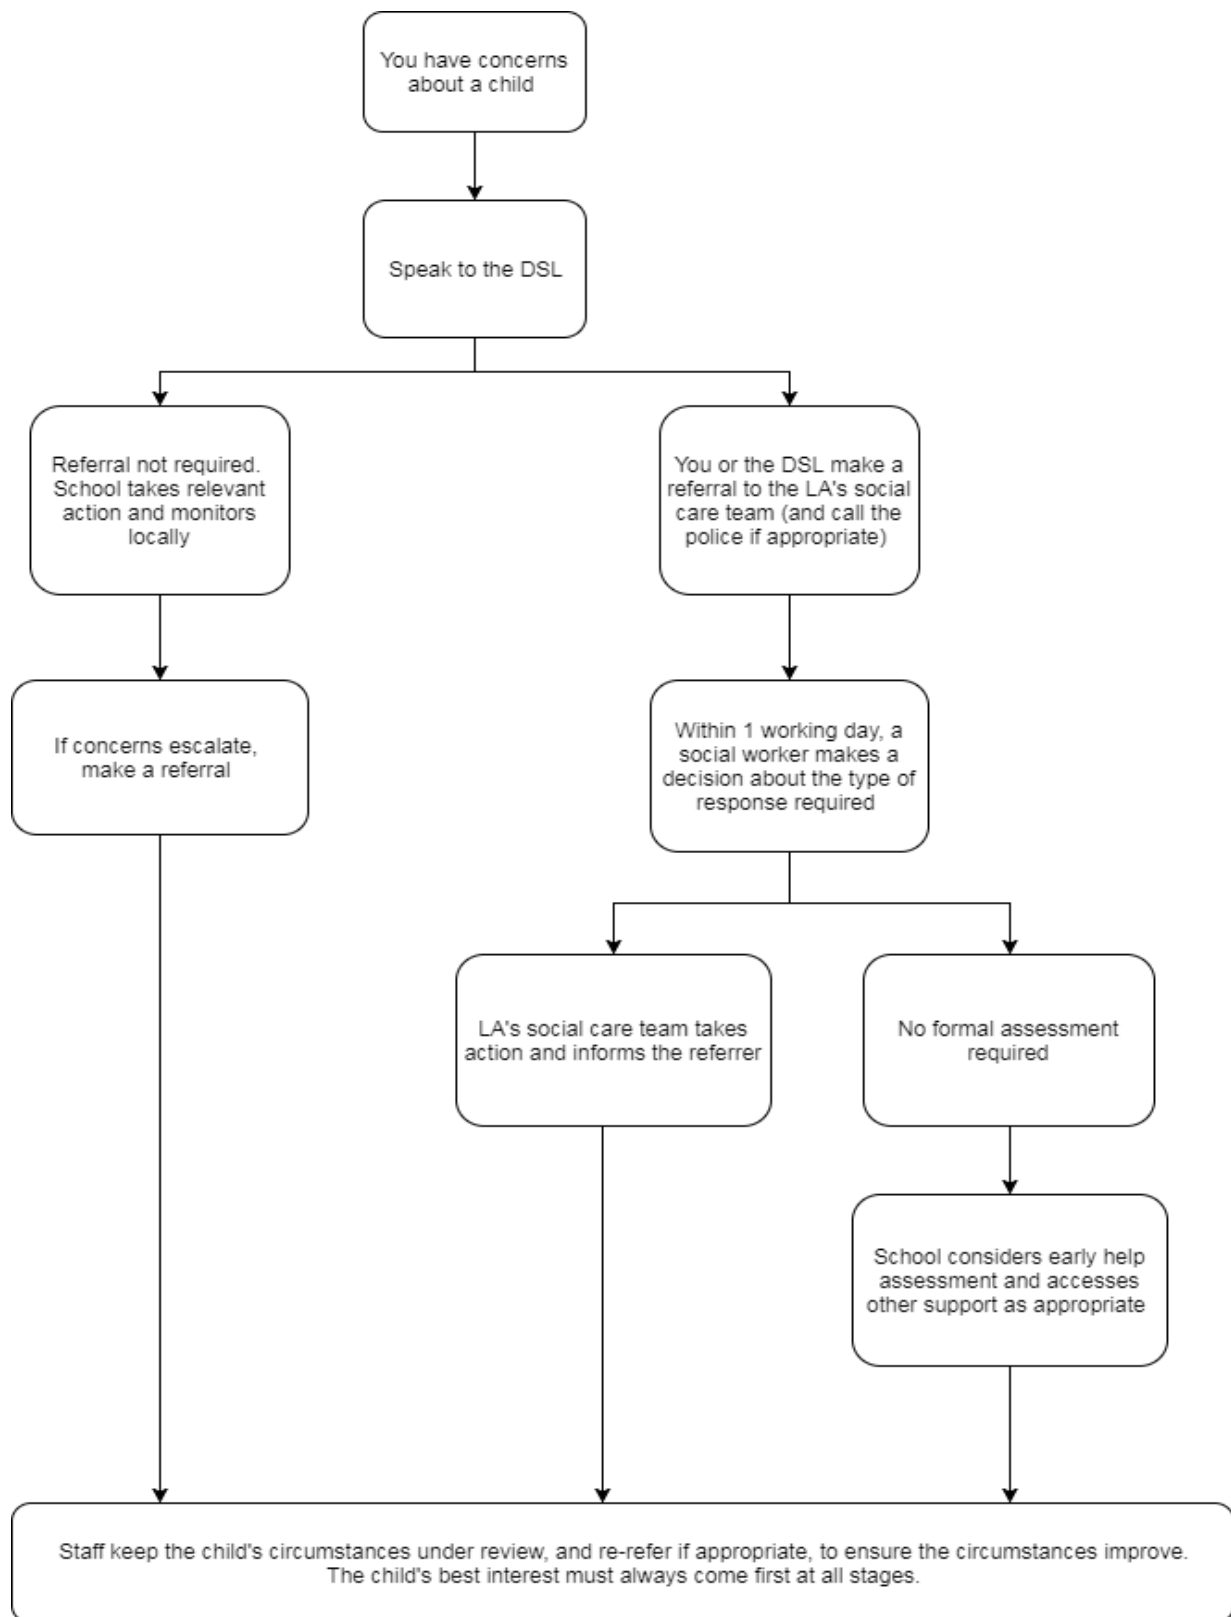 You have concerns
about a child
Speak to the DSL
Referral not required.
School takes relevant
action and monitors
locally
You or the DSL make a
referral to the LA's social
care team (and call the
police if appropriate)
If concerns escalate,
make a referral
Within 1 working day, a
social worker makes a
decision about the type of
response required
LA's social care team takes
action and informs the referrer
No formal assessment
required
School considers early help
assessment and accesses
other support as appropriate
Staff keep the child's circumstances under review, and re-refer if appropriate, to ensure the circumstances improve.
The child's best interest must always come first at all stages.